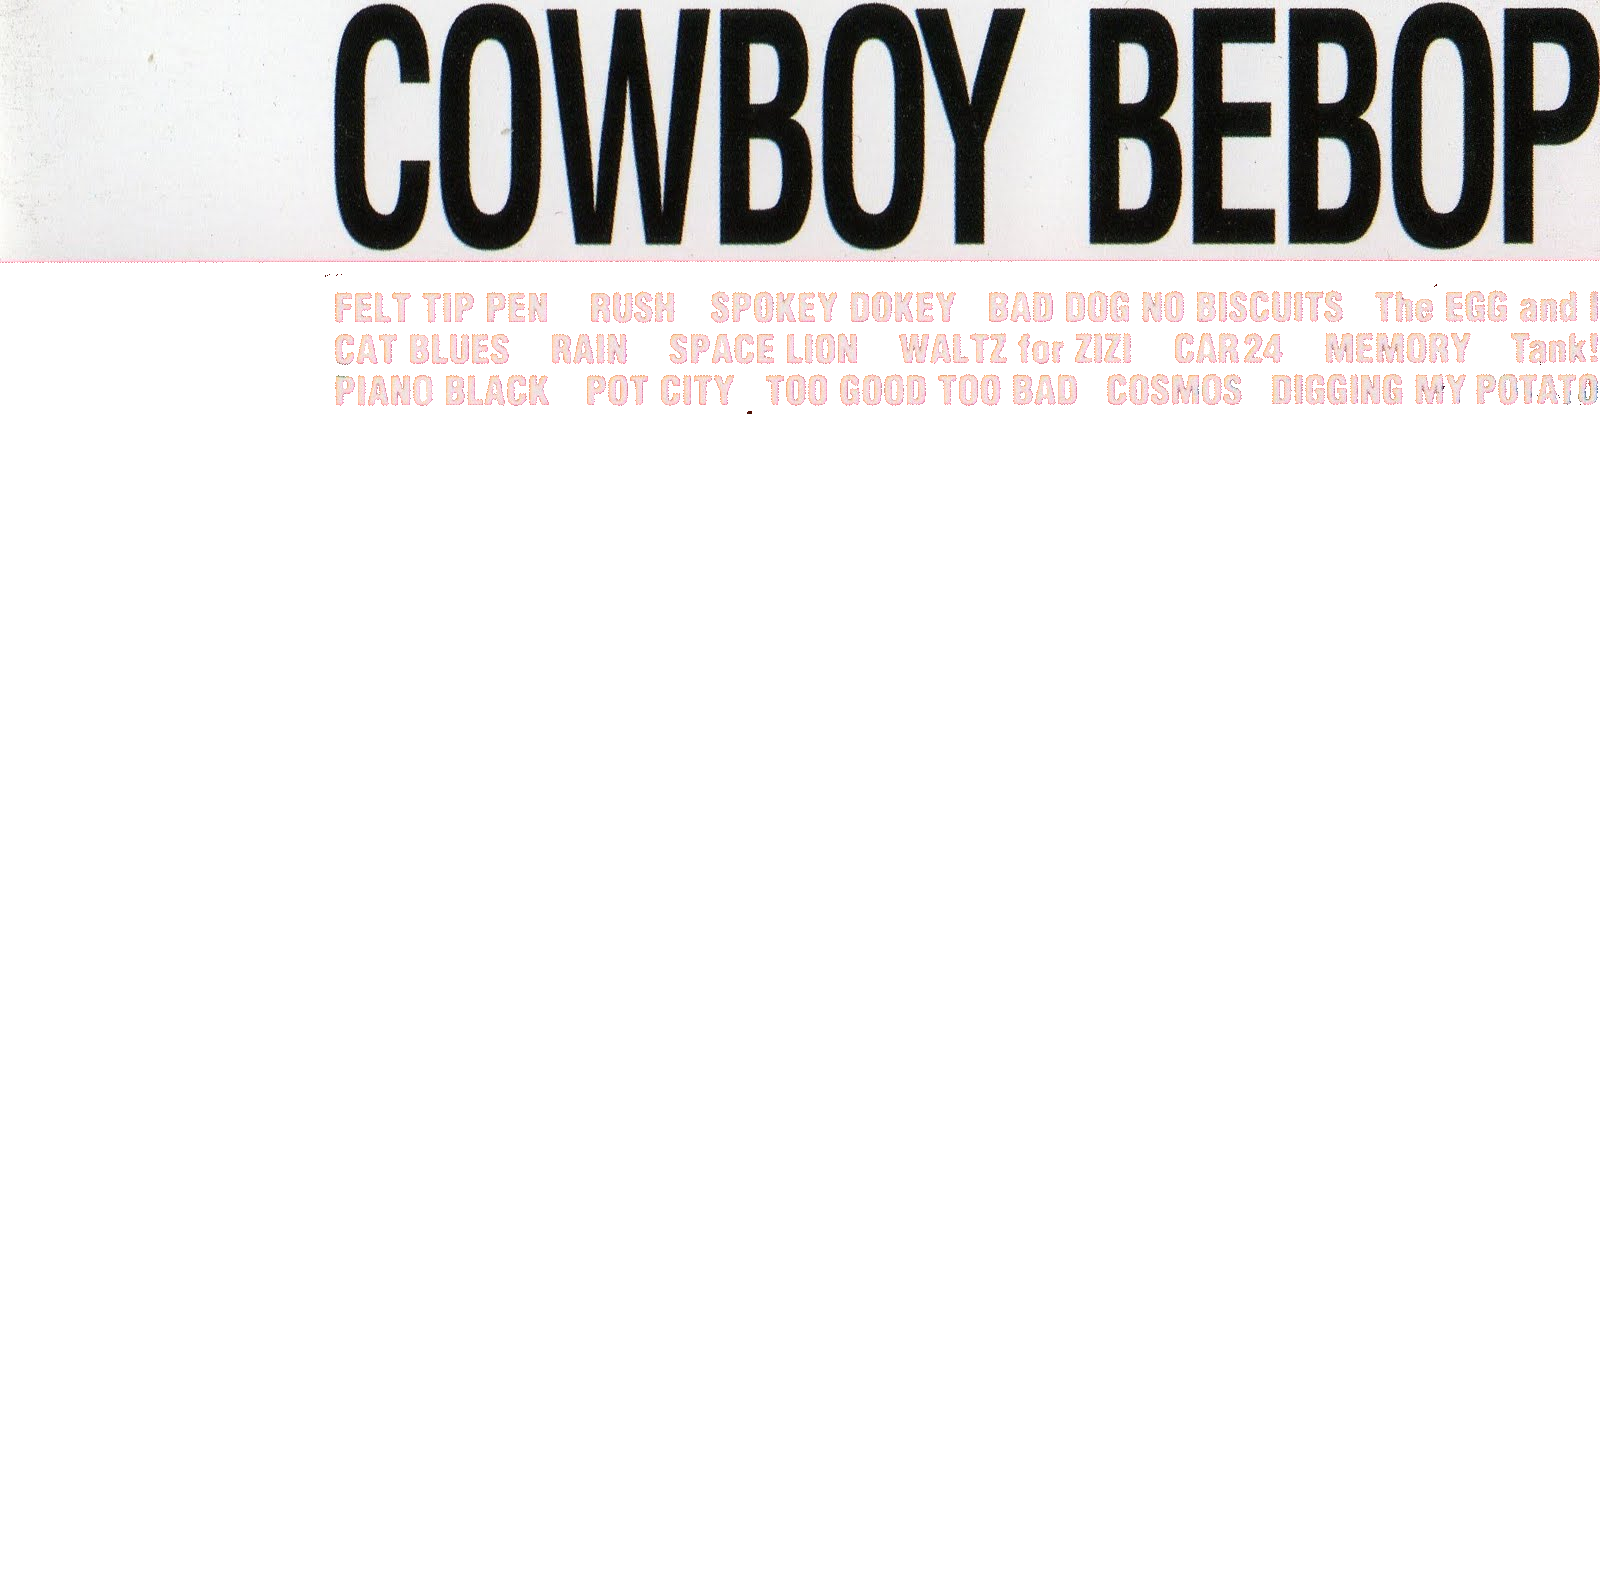 COWBOY BEBOP
FELT TIP PEN RUSH SPOKEY DOKEY BAD DOG NO BISCUITS The EGG and I
CAT BLUES RAIN SPACE LION WALTZ for ZIZI CAR24 MEMORY Tank!
PIANO BLACK POT CITY TOO GOOD TOO BAD COSMOS DIGGING MY POTATO